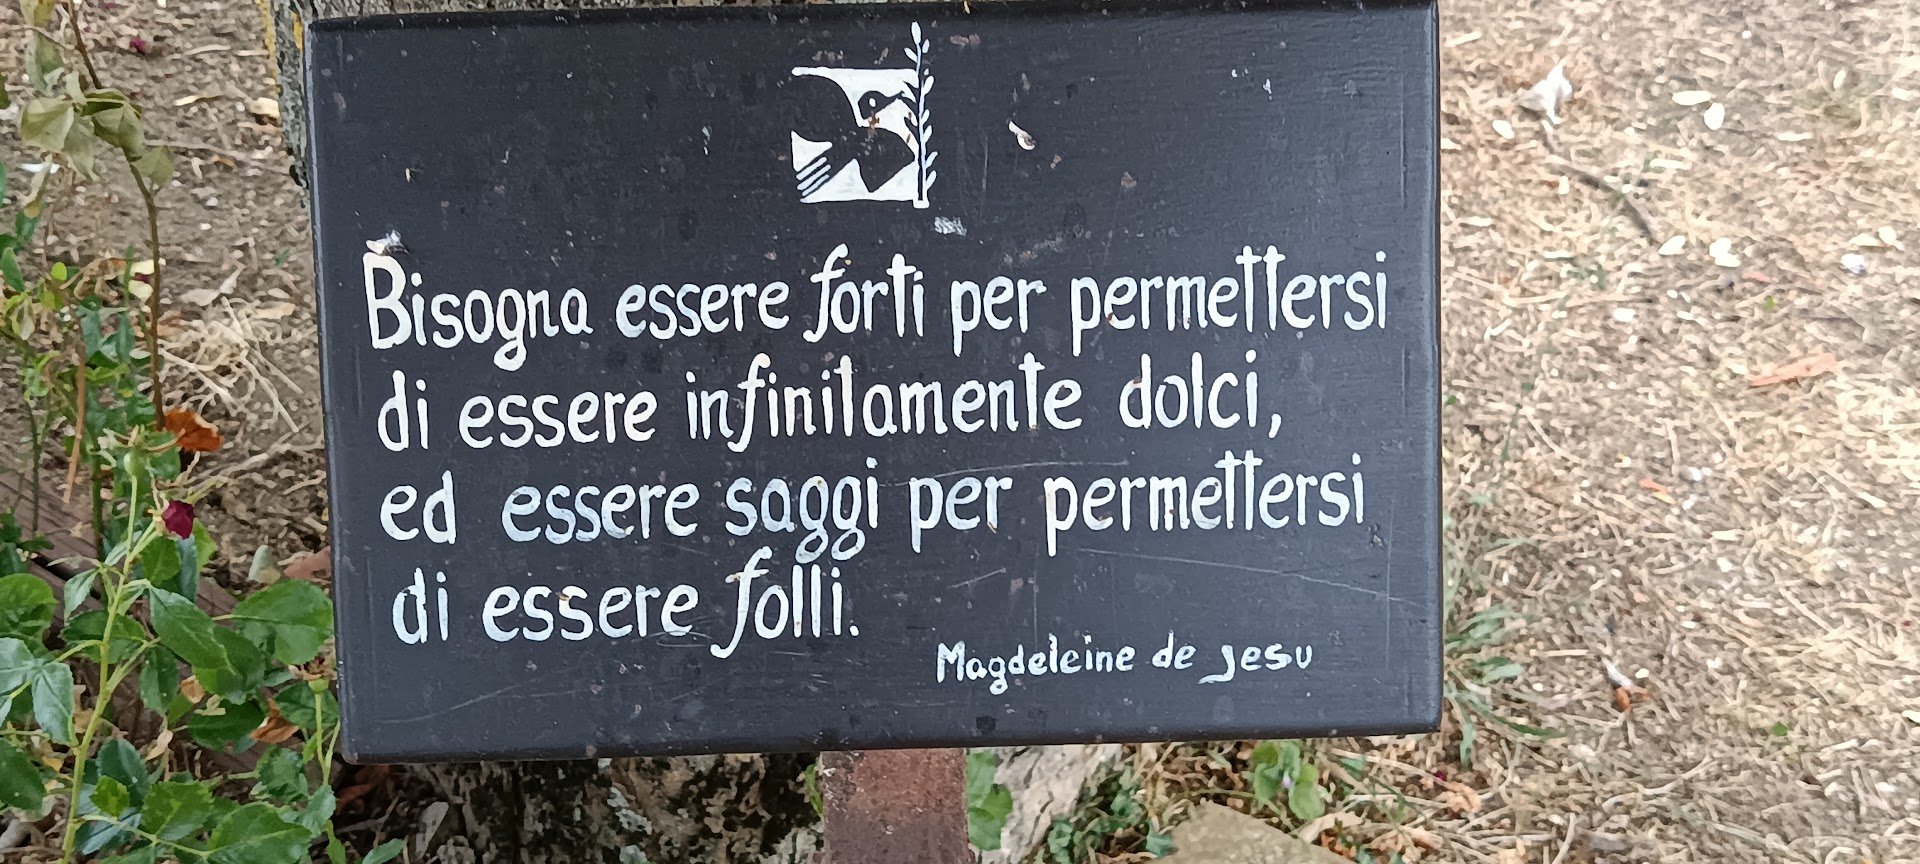 Bisogna essere forti per permettersi
di essere infinitamente dolci,
ed essere saggi per permettersi
di essere folli.
Magdeleine de Jesu